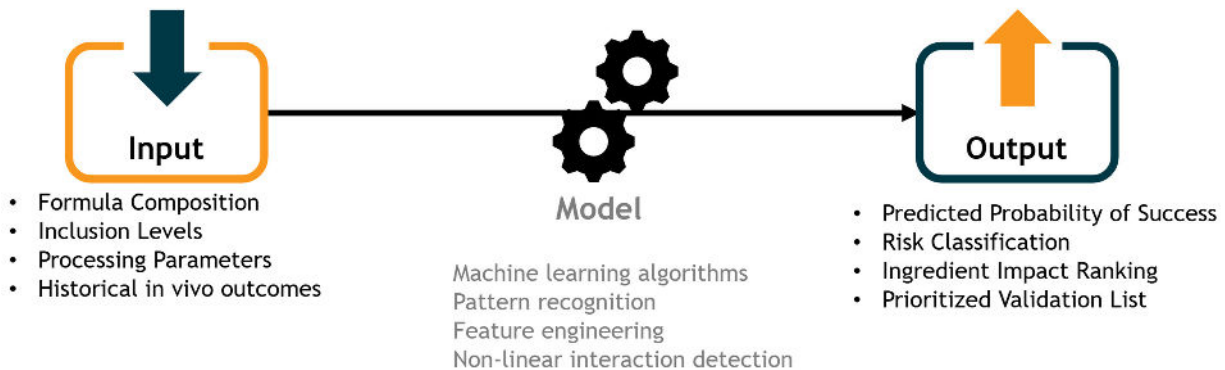 Input
• Formula Composition
• Inclusion Levels
• Processing Parameters
• Historical in vivo outcomes
Model
Machine learning algorithms
Pattern recognition
Feature engineering
Non-linear interaction detection
Output
• Predicted Probability of Success
• Risk Classification
• Ingredient Impact Ranking
• Prioritized Validation List